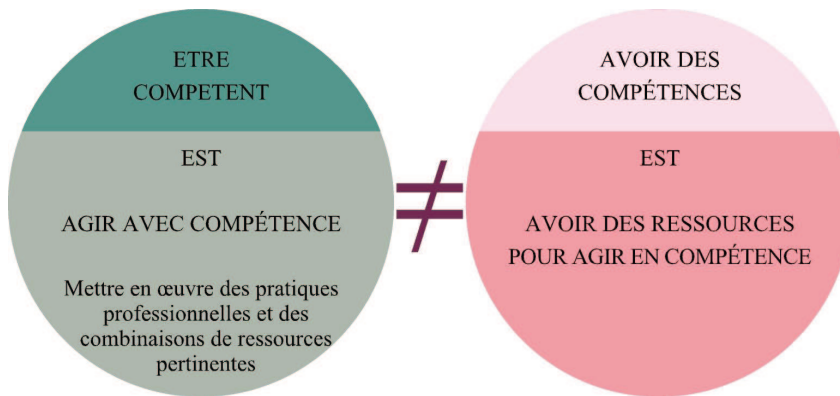 ETRE
COMPETENT
EST
AGIR AVEC COMPÉTENCE
Mettre en œuvre des pratiques
professionnelles et des
combinaisons de ressources
pertinentes
≠
AVOIR DES
COMPÉTENCES
EST
AVOIR DES RESSOURCES
POUR AGIR EN COMPÉTENCE